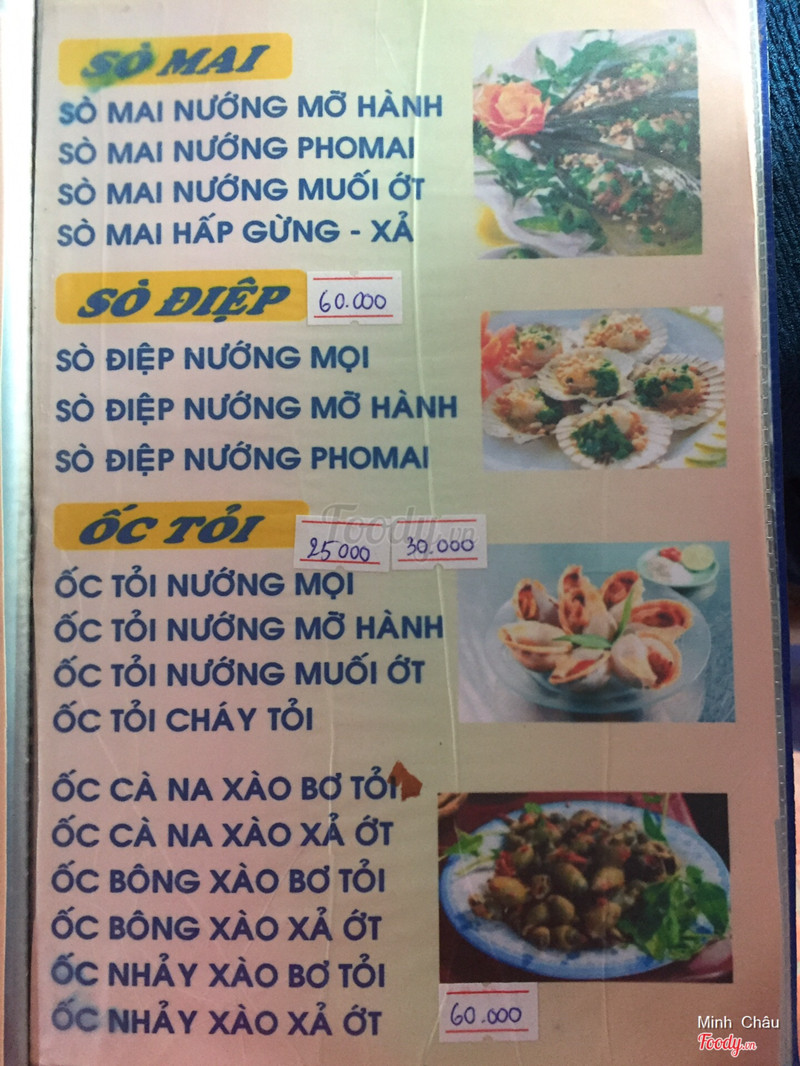 SÒ MAI
SÒ MAI NƯỚNG MỠ HÀNH
SÒ MAI NƯỚNG PHOMAI
SÒ MAI NƯỚNG MUỐI ỚT
SÒ MAI HẤP GỪNG - XẢ
SÒ ĐIỆP 60.000
SÒ ĐIỆP NƯỚNG MỌI
SÒ ĐIỆP NƯỚNG MỠ HÀNH
SÒ ĐIỆP NƯỚNG PHOMAI
Foody.vn
ỐC TỎI 25000 30.000
ỐC TỎI NƯỚNG MỌI
ỐC TỎI NƯỚNG MỠ HÀNH
ỐC TỎI NƯỚNG MUỐI ỚT
ỐC TỎI CHÁY TỎI
ỐC CÀ NA XÀO BƠ TỎI
ỐC CÀ NA XÀO XẢ ỚT
ỐC BÔNG XÀO BƠ TỎI
ỐC BÔNG XÀO XẢ ỚT
ỐC NHẢY XÀO BƠ TỎI
ỐC NHẢY XÀO XẢ ỚT
60.000
Minh Châu
Foody.vn